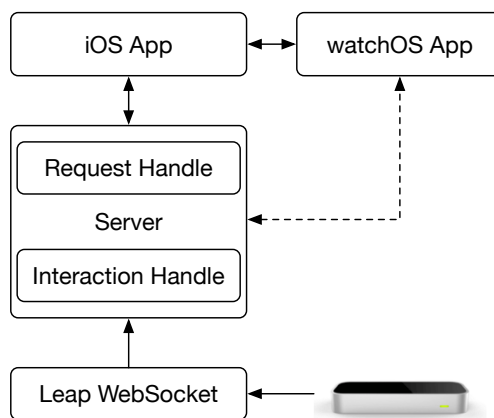 iOS App
watchOS App
Request Handle
Server
Interaction Handle
Leap WebSocket